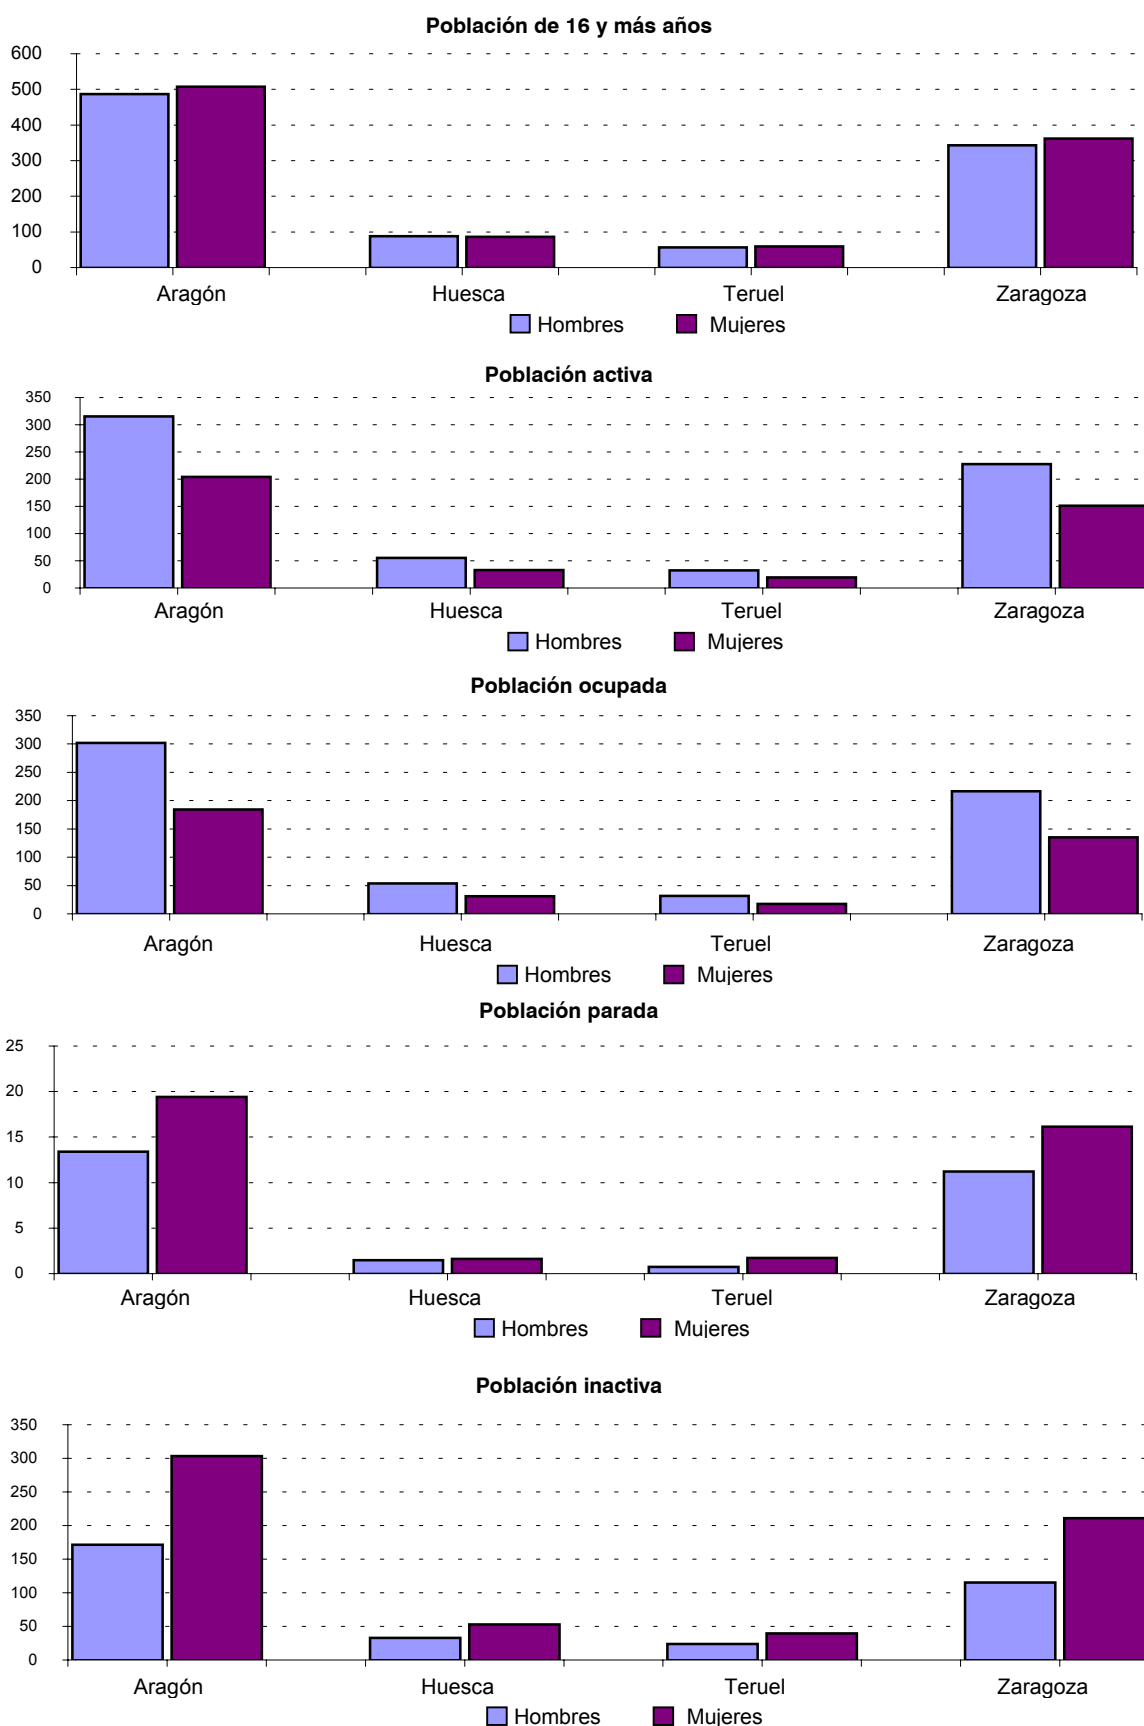 Población de 16 y más años
600
500
400
300
200
100
0
Aragón Huesca Teruel Zaragoza
Hombres Mujeres
Población activa
350
300
250
200
150
100
50
0
Aragón Huesca Teruel Zaragoza
Hombres Mujeres
Población ocupada
350
300
250
200
150
100
50
0
Aragón Huesca Teruel Zaragoza
Hombres Mujeres
Población parada
25
20
15
10
5
0
Aragón Huesca Teruel Zaragoza
Hombres Mujeres
Población inactiva
350
300
250
200
150
100
50
0
Aragón Huesca Teruel Zaragoza
Hombres Mujeres